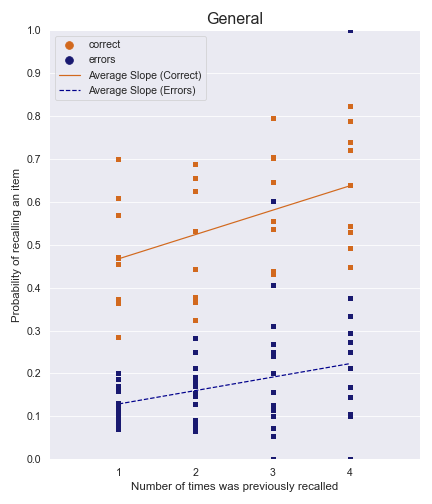 General
correct
errors
Average Slope (Correct)
Average Slope (Errors)
1.0
0.9
0.8
0.7
0.6
0.5
0.4
0.3
0.2
0.1
0.0
Probability of recalling an item
1 2 3 4
Number of times was previously recalled